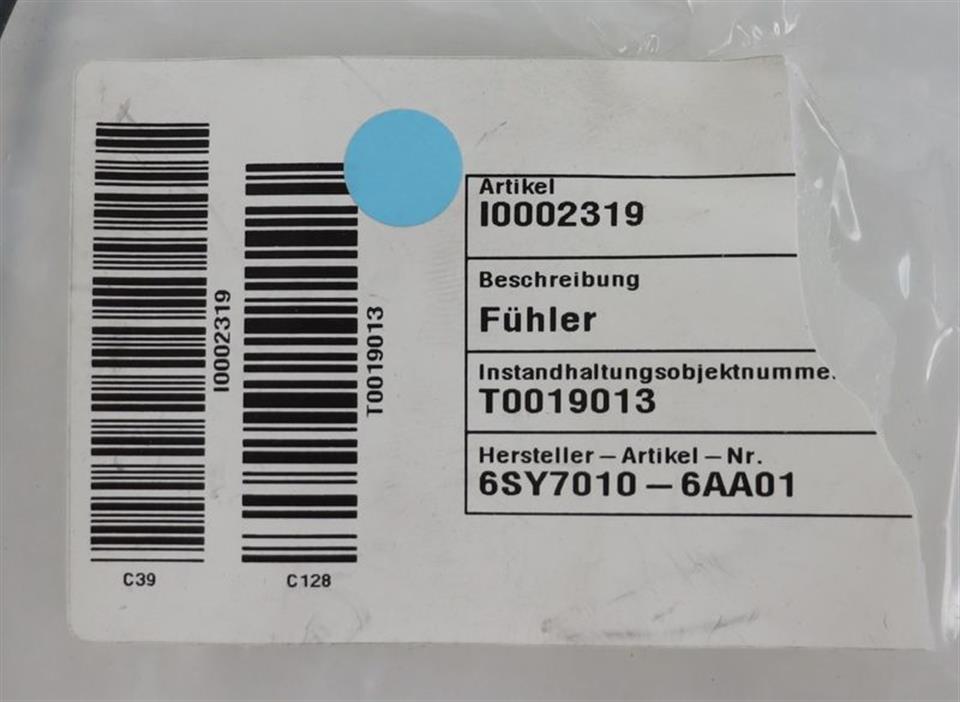 I0002319
T0019013
C39
C128
Artikel
I0002319
Beschreibung
Fühler
Instandhaltungsobjektnumme
T0019013
Hersteller – Artikel – Nr.
6SY7010 – 6AA01